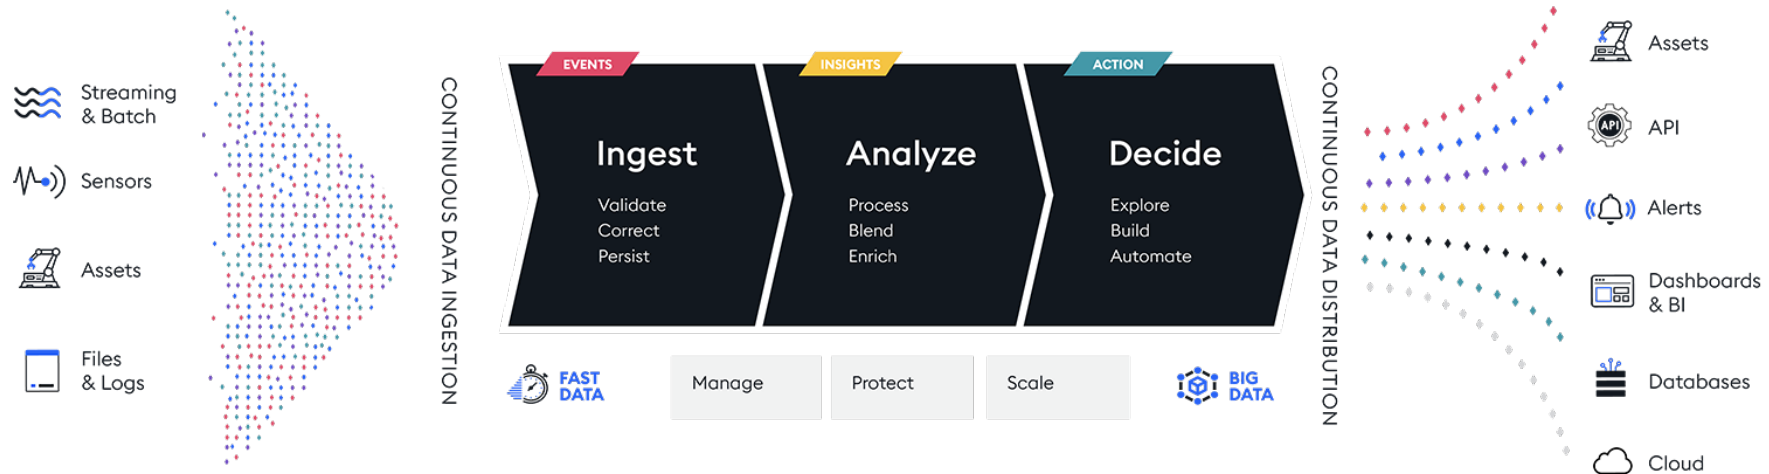 Streaming
& Batch
Sensors
Assets
Files
& Logs
CONTINUOUS DATA INGESTION
EVENTS
Ingest
Validate
Correct
Persist
INSIGHTS
Analyze
Process
Blend
Enrich
ACTION
Decide
Explore
Build
Automate
FAST
DATA
Manage
Protect
Scale
BIG
DATA
CONTINUOUS DATA DISTRIBUTION
Assets
API
API
Alerts
Dashboards
& BI
Databases
Cloud